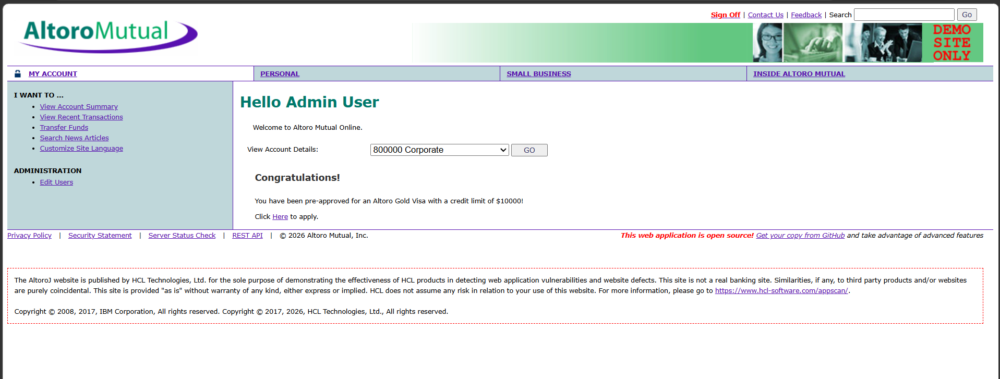 Sign Off | Contact Us | Feedback | Search Go
AltoroMutual
DEMO
SITE
ONLY
MY ACCOUNT
PERSONAL
SMALL BUSINESS
INSIDE ALTORO MUTUAL
I WANT TO ...
View Account Summary
View Recent Transactions
Transfer Funds
Search News Articles
Customize Site Language
ADMINISTRATION
Edit Users
Hello Admin User
Welcome to Altoro Mutual Online.
View Account Details: 800000 Corporate GO
Congratulations!
You have been pre-approved for an Altoro Gold Visa with a credit limit of $10000!
Click Here to apply.
Privacy Policy | Security Statement | Server Status Check | REST API | © 2026 Altoro Mutual, Inc.
This web application is open source! Get your copy from GitHub and take advantage of advanced features
The AltoroJ website is published by HCL Technologies, Ltd. for the sole purpose of demonstrating the effectiveness of HCL products in detecting web application vulnerabilities and website defects. This site is not a real banking site. Similarities, if any, to third party products and/or websites
are purely coincidental. This site is provided "as is" without warranty of any kind, either express or implied. HCL does not assume any risk in relation to your use of this website. For more information, please go to https://www.hcl-software.com/appscan/.
Copyright © 2008, 2017, IBM Corporation, All rights reserved. Copyright © 2017, 2026, HCL Technologies, Ltd., All rights reserved.